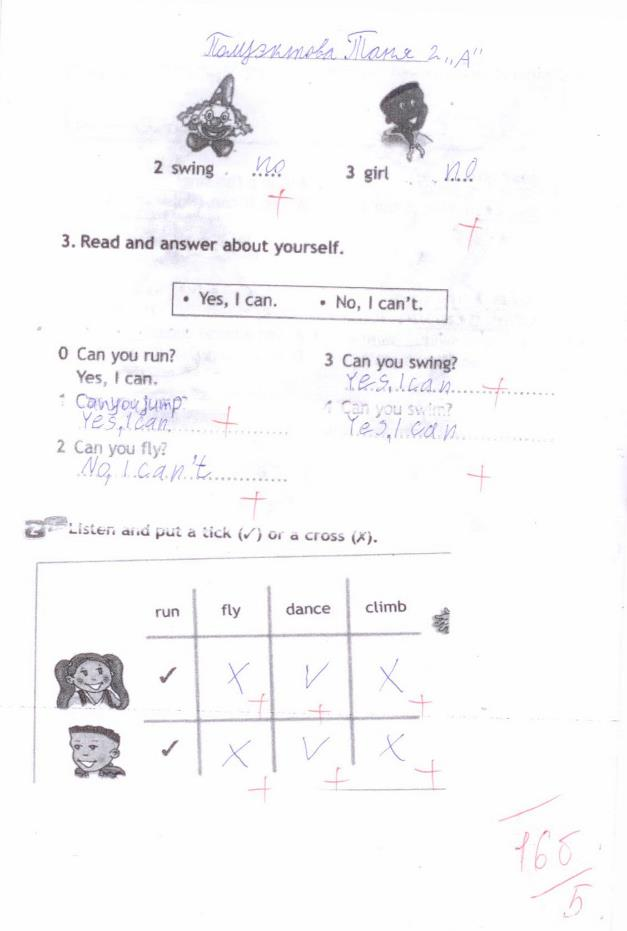 Полуэктова Таня 2 „А"
2 swing no
3 girl no
+
+
3. Read and answer about yourself.
• Yes, I can. • No, I can't.
0 Can you run?
Yes, I can.
1 Can you jump
Yes, I can. +
2 Can you fly?
No, I can't
+
3 Can you swing?
Yes, I can +
4 Can you swim?
Yes, I can
+
2 Listen and put a tick (✓) or a cross (✗).
run fly dance climb
✓ X V X
+ + +
✓ X V X
+ + +
16б
5